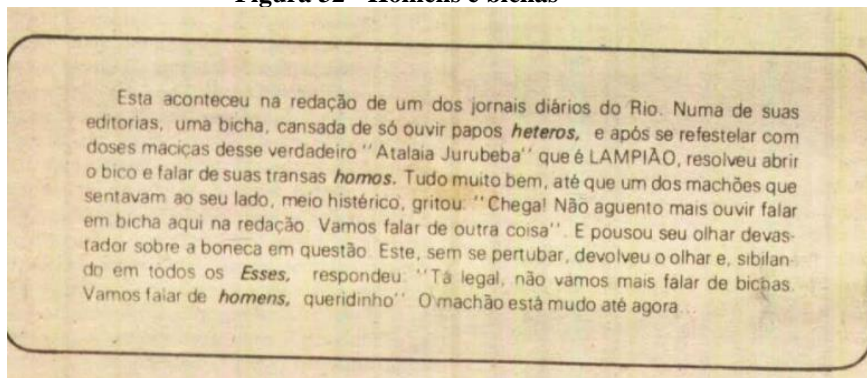 Figura 32 - Homens e bichas
Esta aconteceu na redação de um dos jornais diários do Rio. Numa de suas
editorias, uma bicha, cansada de só ouvir papos heteros, e após se refestelar com
doses maciças desse verdadeiro "Atalaia Jurubeba" que é LAMPIÃO, resolveu abrir
o bico e falar de suas transas homos. Tudo muito bem, até que um dos machões que
sentavam ao seu lado, meio histérico, gritou: "Chega! Não aguento mais ouvir falar
em bicha aqui na redação. Vamos falar de outra coisa". E pousou seu olhar devas-
tador sobre a boneca em questão. Este, sem se pertubar, devolveu o olhar e, sibilan-
do em todos os Esses, respondeu: "Tá legal, não vamos mais falar de bichas.
Vamos falar de homens, queridinho" O machão está mudo até agora...